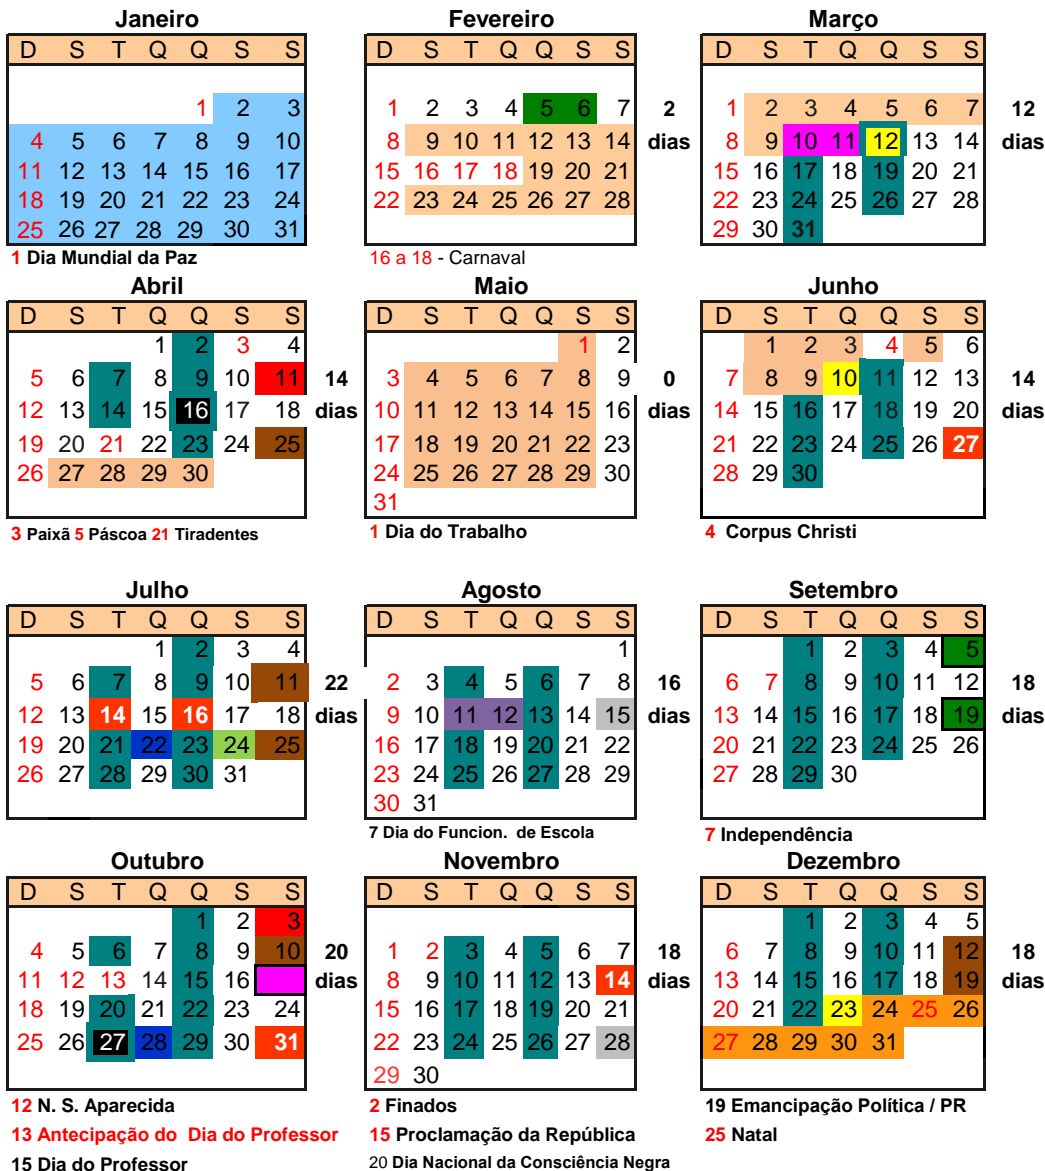 Janeiro Fevereiro Março
D S T Q Q S S D S T Q Q S S D S T Q Q S S
1 2 3 1 2 3 4 5 6 7 2 1 2 3 4 5 6 7 12
4 5 6 7 8 9 10 8 9 10 11 12 13 14 dias 8 9 10 11 12 13 14 dias
11 12 13 14 15 16 17 15 16 17 18 19 20 21 15 16 17 18 19 20 21
18 19 20 21 22 23 24 22 23 24 25 26 27 28 22 23 24 25 26 27 28
25 26 27 28 29 30 31 29 30 31
1 Dia Mundial da Paz 16 a 18 - Carnaval
Abril Maio Junho
D S T Q Q S S D S T Q Q S S D S T Q Q S S
1 2 3 4 1 2 1 2 3 4 5 6
5 6 7 8 9 10 11 14 3 4 5 6 7 8 9 0 7 8 9 10 11 12 13 14
12 13 14 15 16 17 18 dias 10 11 12 13 14 15 16 dias 14 15 16 17 18 19 20 dias
19 20 21 22 23 24 25 17 18 19 20 21 22 23 21 22 23 24 25 26 27
26 27 28 29 30 24 25 26 27 28 29 30 28 29 30
31
3 Paixã 5 Páscoa 21 Tiradentes 1 Dia do Trabalho 4 Corpus Christi
Julho Agosto Setembro
D S T Q Q S S D S T Q Q S S D S T Q Q S S
1 2 3 4 1 1 2 3 4 5
5 6 7 8 9 10 11 22 2 3 4 5 6 7 8 16 6 7 8 9 10 11 12 18
12 13 14 15 16 17 18 dias 9 10 11 12 13 14 15 dias 13 14 15 16 17 18 19 dias
19 20 21 22 23 24 25 16 17 18 19 20 21 22 20 21 22 23 24 25 26
26 27 28 29 30 31 23 24 25 26 27 28 29 27 28 29 30
30 31
7 Dia do Funcion. de Escola 7 Independência
Outubro Novembro Dezembro
D S T Q Q S S D S T Q Q S S D S T Q Q S S
1 2 3 1 2 3 4 5
4 5 6 7 8 9 10 20 1 2 3 4 5 6 7 18 6 7 8 9 10 11 12 18
11 12 13 14 15 16 dias 8 9 10 11 12 13 14 dias 13 14 15 16 17 18 19 dias
18 19 20 21 22 23 24 15 16 17 18 19 20 21 20 21 22 23 24 25 26
25 26 27 28 29 30 31 22 23 24 25 26 27 28 27 28 29 30 31
29 30
12 N. S. Aparecida 2 Finados 19 Emancipação Política / PR
13 Antecipação do Dia do Professor 15 Proclamação da República 25 Natal
15 Dia do Professor 20 Dia Nacional da Consciência Negra